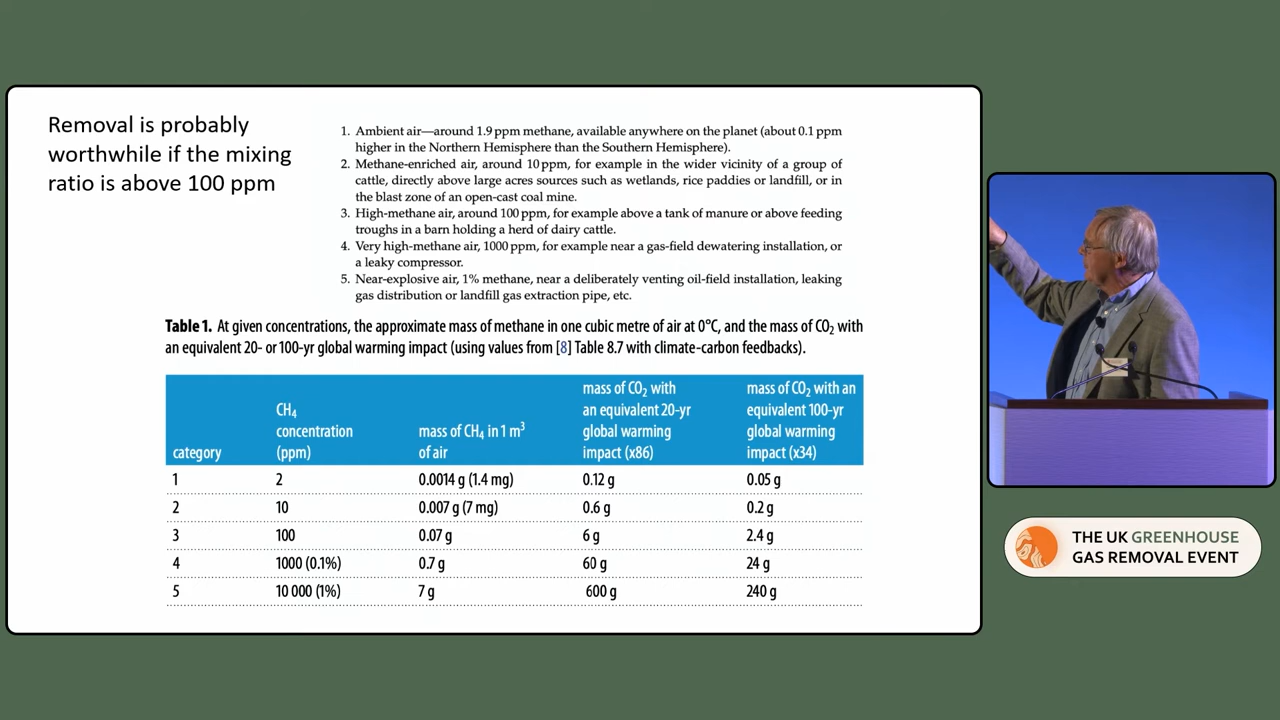 Removal is probably
worthwhile if the mixing
ratio is above 100 ppm
1. Ambient air—around 1.9 ppm methane, available anywhere on the planet (about 0.1 ppm
higher in the Northern Hemisphere than the Southern Hemisphere).
2. Methane-enriched air, around 10 ppm, for example in the wider vicinity of a group of
cattle, directly above large acres sources such as wetlands, rice paddies or landfill, or in
the blast zone of an open-cast coal mine.
3. High-methane air, around 100 ppm, for example above a tank of manure or above feeding
troughs in a barn holding a herd of dairy cattle.
4. Very high-methane air, 1000 ppm, for example near a gas-field dewatering installation, or
a leaky compressor.
5. Near-explosive air, 1% methane, near a deliberately venting oil-field installation, leaking
gas distribution or landfill gas extraction pipe, etc.
Table 1. At given concentrations, the approximate mass of methane in one cubic metre of air at 0°C, and the mass of CO₂ with
an equivalent 20- or 100-yr global warming impact (using values from [8] Table 8.7 with climate-carbon feedbacks).
category
CH₄
concentration
(ppm)
mass of CH₄ in 1 m³
of air
mass of CO₂ with
an equivalent 20-yr
global warming
impact (x86)
mass of CO₂ with an
equivalent 100-yr
global warming
impact (x34)
1 2 0.0014 g (1.4 mg) 0.12 g 0.05 g
2 10 0.007 g (7 mg) 0.6 g 0.2 g
3 100 0.07 g 6 g 2.4 g
4 1000 (0.1%) 0.7 g 60 g 24 g
5 10 000 (1%) 7 g 600 g 240 g
THE UK GREENHOUSE
GAS REMOVAL EVENT